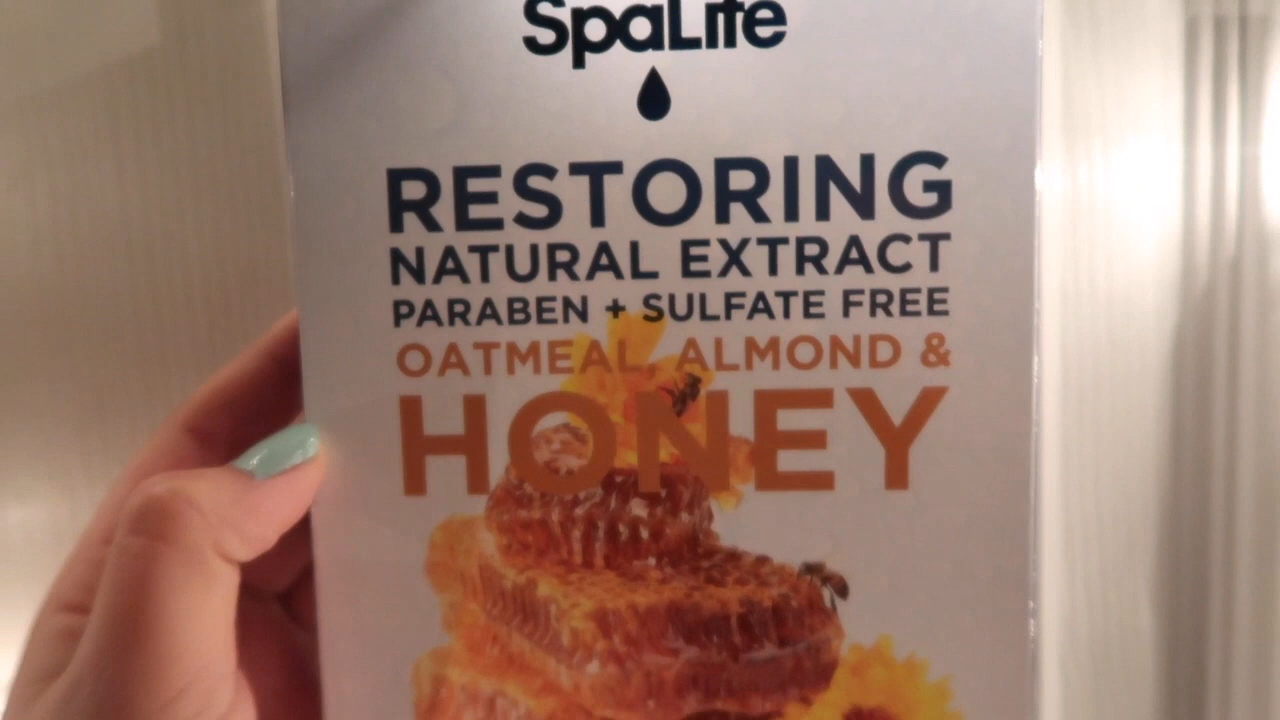 SpaLife
RESTORING
NATURAL EXTRACT
PARABEN + SULFATE FREE
OATMEAL, ALMOND &
HONEY